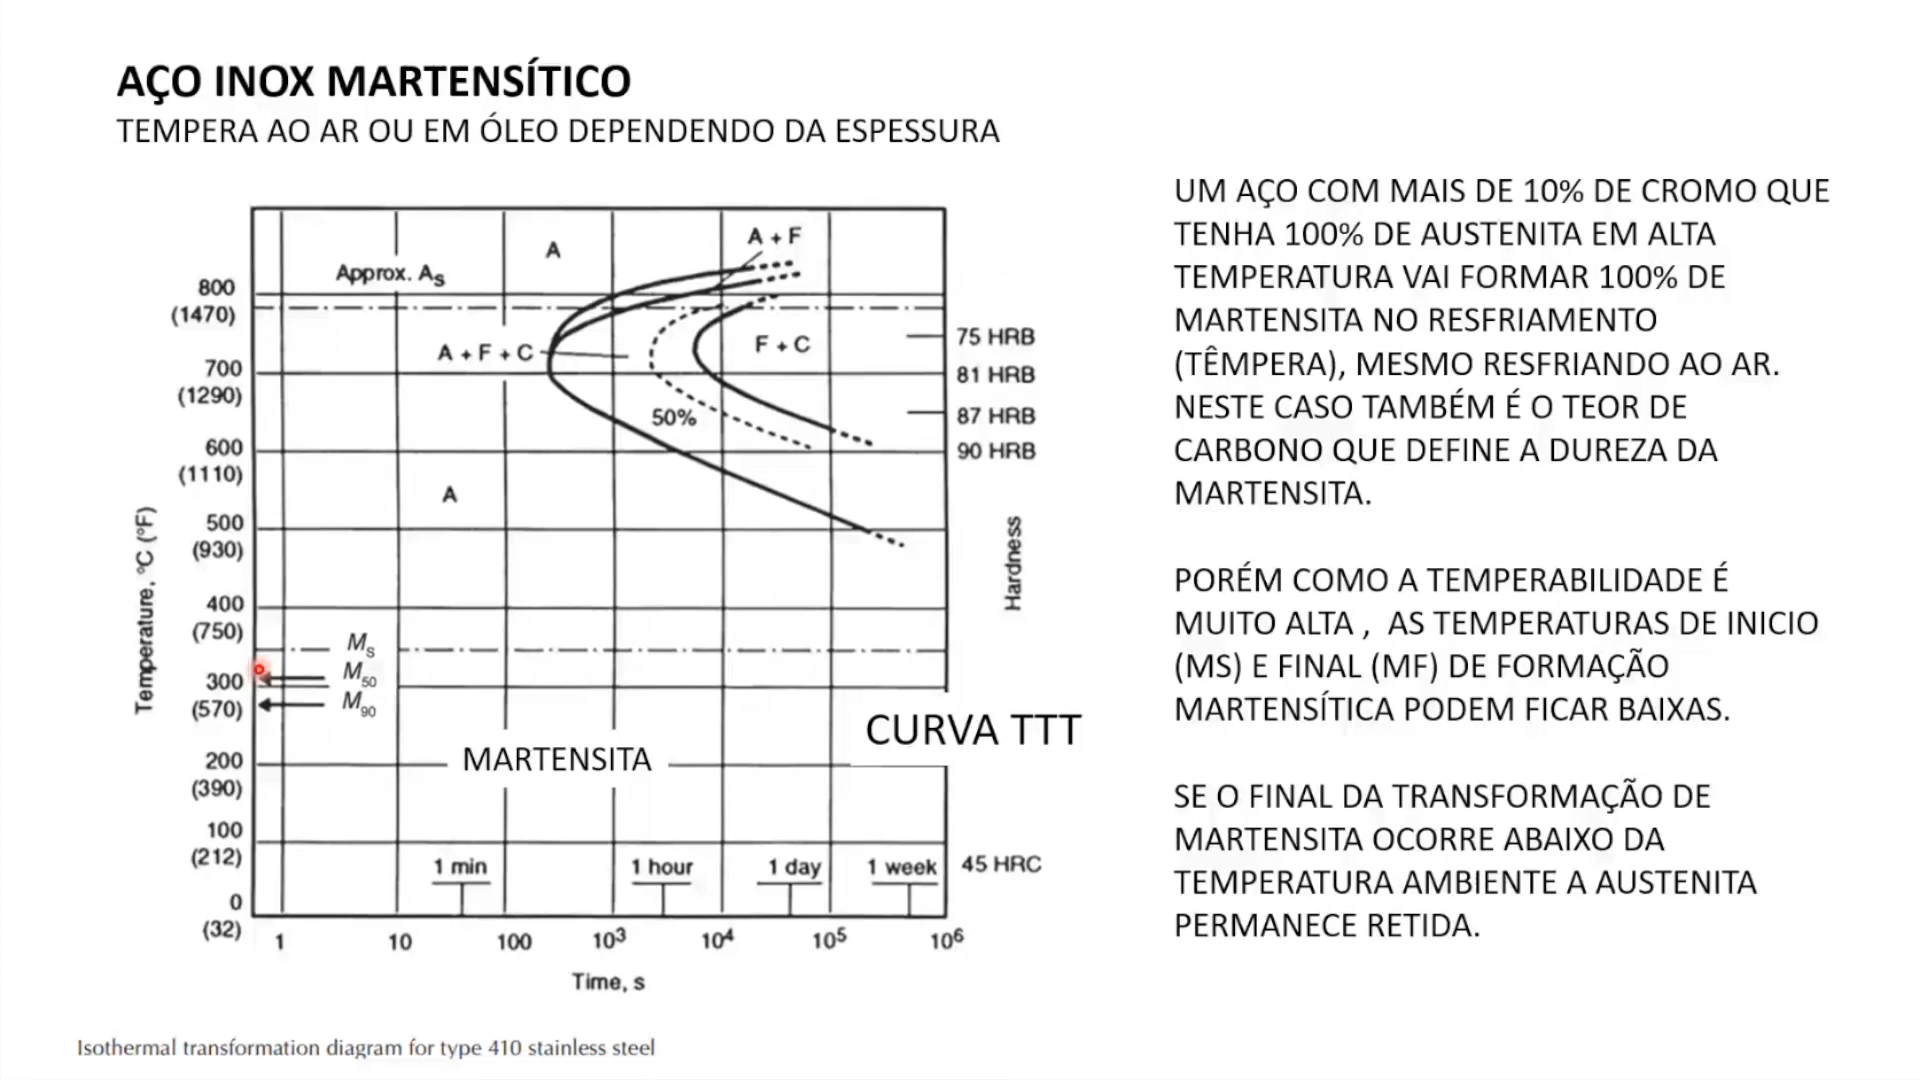 AÇO INOX MARTENSÍTICO
TEMPERA AO AR OU EM ÓLEO DEPENDENDO DA ESPESSURA
UM AÇO COM MAIS DE 10% DE CROMO QUE
TENHA 100% DE AUSTENITA EM ALTA
TEMPERATURA VAI FORMAR 100% DE
MARTENSITA NO RESFRIAMENTO
(TÊMPERA), MESMO RESFRIANDO AO AR.
NESTE CASO TAMBÉM É O TEOR DE
CARBONO QUE DEFINE A DUREZA DA
MARTENSITA.
PORÉM COMO A TEMPERABILIDADE É
MUITO ALTA , AS TEMPERATURAS DE INICIO
(MS) E FINAL (MF) DE FORMAÇÃO
MARTENSÍTICA PODEM FICAR BAIXAS.
SE O FINAL DA TRANSFORMAÇÃO DE
MARTENSITA OCORRE ABAIXO DA
TEMPERATURA AMBIENTE A AUSTENITA
PERMANECE RETIDA.
A
A + F
Approx. As
800
(1470)
A + F + C
F + C
75 HRB
700
(1290)
81 HRB
50%
87 HRB
600
(1110)
90 HRB
A
500
(930)
Temperature, °C (°F)
Hardness
400
(750)
Ms
M50
300
(570)
M90
CURVA TTT
MARTENSITA
200
(390)
100
(212)
1 min
1 hour
1 day
1 week
45 HRC
0
(32)
1
10
100
10³
10⁴
10⁵
10⁶
Time, s
Isothermal transformation diagram for type 410 stainless steel